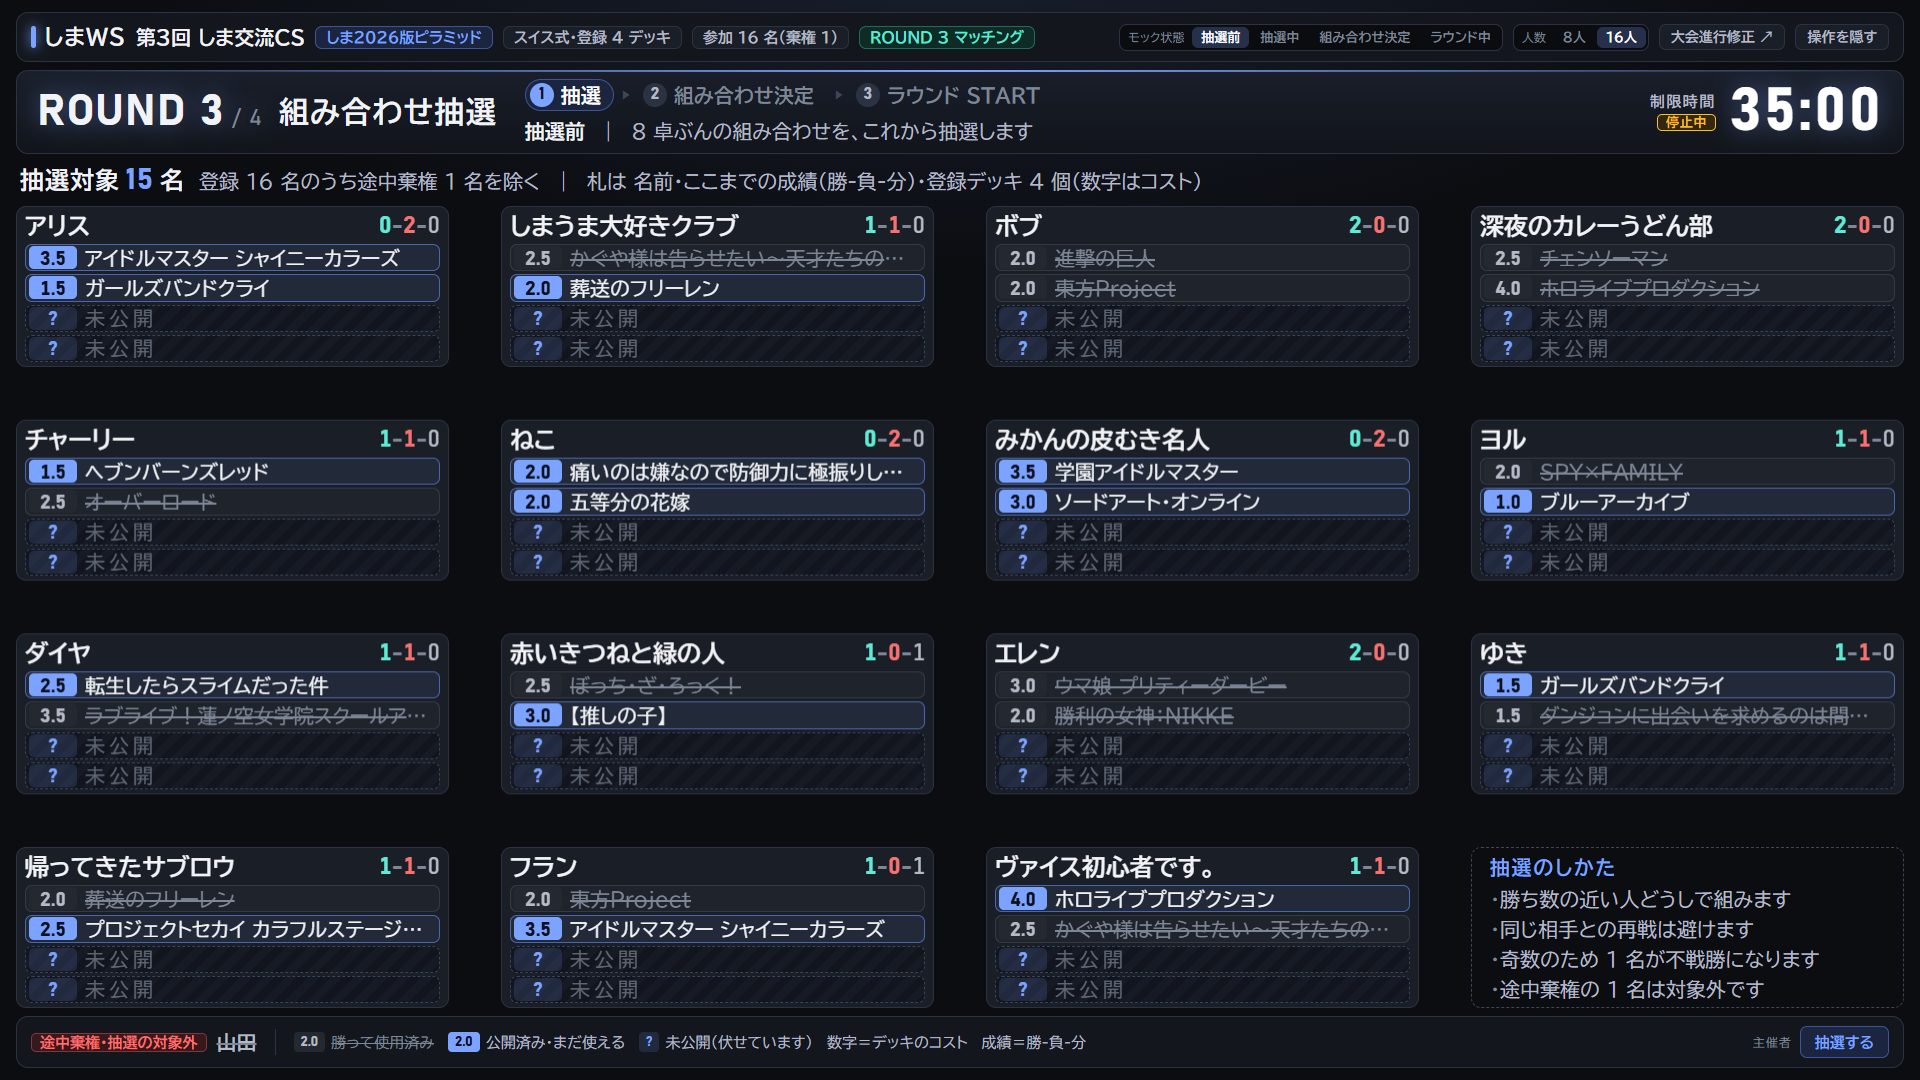 しまWS 第3回 しま交流CS しま2026版ピラミッド スイス式・登録 4 デッキ 参加 16 名(棄権 1) ROUND 3 マッチング モック状態 抽選前 抽選中 組み合わせ決定 ラウンド中 人数 8人 16人 大会進行修正 ↗ 操作を隠す
ROUND 3 / 4 組み合わせ抽選
1 抽選 ▸ 2 組み合わせ決定 ▸ 3 ラウンド START
抽選前 | 8 卓ぶんの組み合わせを、これから抽選します
制限時間
停止中
35:00
抽選対象 15 名 登録 16 名のうち途中棄権 1 名を除く | 札は 名前・ここまでの成績(勝-負-分)・登録デッキ 4 個(数字はコスト)
アリス 0-2-0
3.5 アイドルマスター シャイニーカラーズ
1.5 ガールズバンドクライ
? 未公開
? 未公開
しまうま大好きクラブ 1-1-0
2.5 かぐや様は告らせたい〜天才たちの…
2.0 葬送のフリーレン
? 未公開
? 未公開
ボブ 2-0-0
2.0 進撃の巨人
2.0 東方Project
? 未公開
? 未公開
深夜のカレーうどん部 2-0-0
2.5 チェンソーマン
4.0 ホロライブプロダクション
? 未公開
? 未公開
チャーリー 1-1-0
1.5 ヘブンバーンズレッド
2.5 オーバーロード
? 未公開
? 未公開
ねこ 0-2-0
2.0 痛いのは嫌なので防御力に極振りし…
2.0 五等分の花嫁
? 未公開
? 未公開
みかんの皮むき名人 0-2-0
3.5 学園アイドルマスター
3.0 ソードアート・オンライン
? 未公開
? 未公開
ヨル 1-1-0
2.0 SPY×FAMILY
1.0 ブルーアーカイブ
? 未公開
? 未公開
ダイヤ 1-1-0
2.5 転生したらスライムだった件
3.5 ラブライブ！蓮ノ空女学院スクールア…
? 未公開
? 未公開
赤いきつねと緑の人 1-0-1
2.5 ぼっち・ざ・ろっく！
3.0 【推しの子】
? 未公開
? 未公開
エレン 2-0-0
3.0 ウマ娘 プリティーダービー
2.0 勝利の女神：NIKKE
? 未公開
? 未公開
ゆき 1-1-0
1.5 ガールズバンドクライ
1.5 ダンジョンに出会いを求めるのは間…
? 未公開
? 未公開
帰ってきたサブロウ 1-1-0
2.0 葬送のフリーレン
2.5 プロジェクトセカイ カラフルステージ…
? 未公開
? 未公開
フラン 1-0-1
2.0 東方Project
3.5 アイドルマスター シャイニーカラーズ
? 未公開
? 未公開
ヴァイス初心者です。 1-1-0
4.0 ホロライブプロダクション
2.5 かぐや様は告らせたい〜天才たちの…
? 未公開
? 未公開
抽選のしかた
・勝ち数の近い人どうしで組みます
・同じ相手との再戦は避けます
・奇数のため 1 名が不戦勝になります
・途中棄権の 1 名は対象外です
途中棄権・抽選の対象外 山田 2.0 勝って使用済み 2.0 公開済み・まだ使える ? 未公開(伏せています) 数字＝デッキのコスト 成績＝勝-負-分 主催者 抽選する